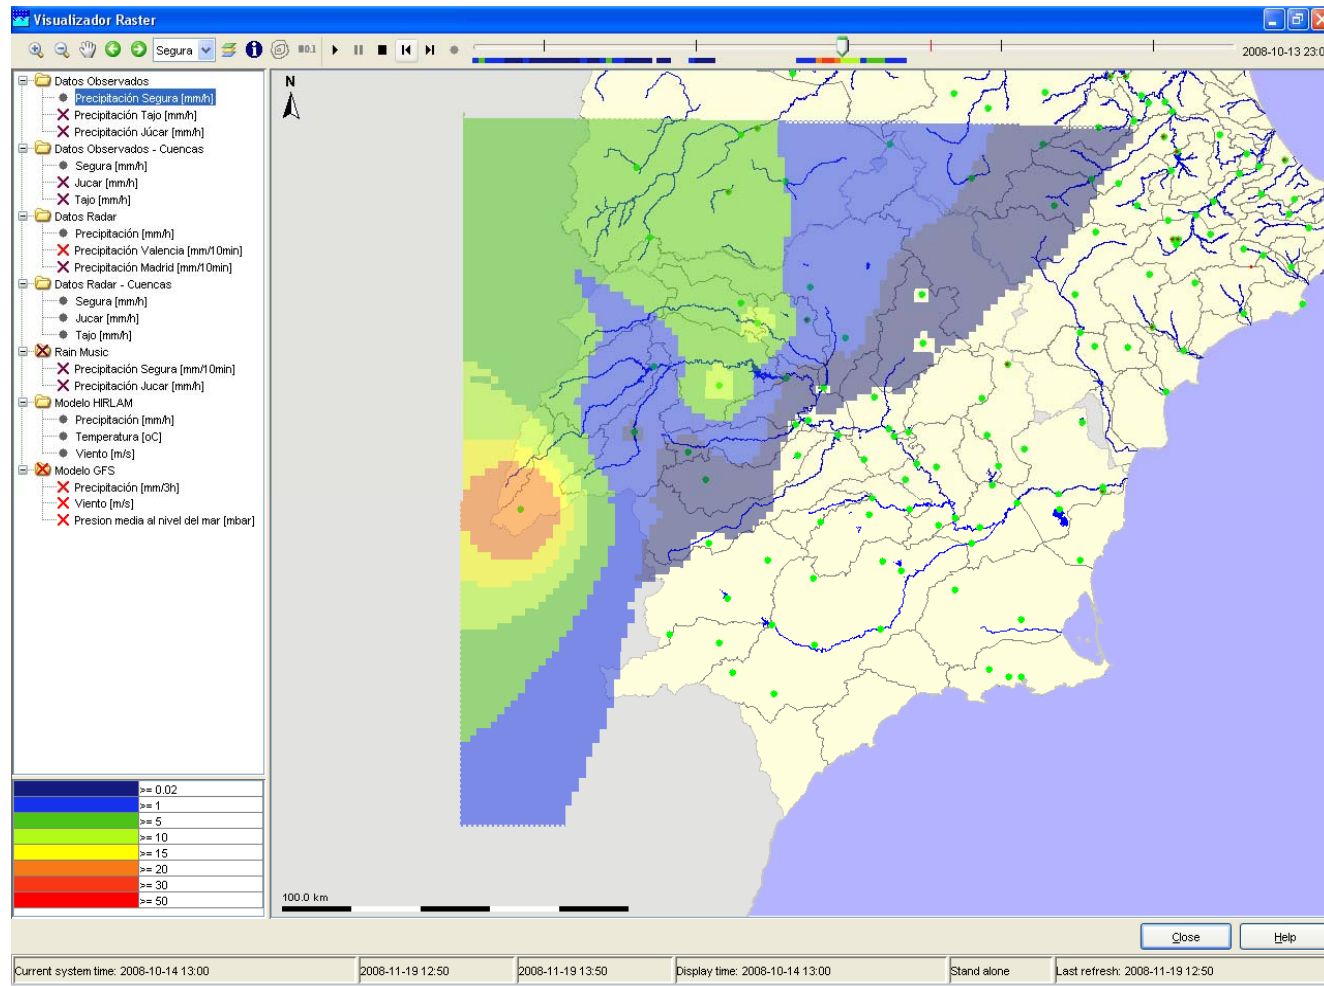 Visualizador Raster
Segura
0.1
2008-10-13 23:0
Datos Observados
Precipitación Segura [mm/h]
Precipitación Tajo [mm/h]
Precipitación Júcar [mm/h]
Datos Observados - Cuencas
Segura [mm/h]
Jucar [mm/h]
Tajo [mm/h]
Datos Radar
Precipitación [mm/h]
Precipitación Valencia [mm/10min]
Precipitación Madrid [mm/10min]
Datos Radar - Cuencas
Segura [mm/h]
Jucar [mm/h]
Tajo [mm/h]
Rain Music
Precipitación Segura [mm/10min]
Precipitación Jucar [mm/h]
Modelo HIRLAM
Precipitación [mm/h]
Temperatura [oC]
Viento [m/s]
Modelo GFS
Precipitación [mm/3h]
Viento [m/s]
Presion media al nivel del mar [mbar]
N
>= 0.02
>= 1
>= 5
>= 10
>= 15
>= 20
>= 30
>= 50
100.0 km
Close
Help
Current system time: 2008-10-14 13:00
2008-11-19 12:50
2008-11-19 13:50
Display time: 2008-10-14 13:00
Stand alone
Last refresh: 2008-11-19 12:50